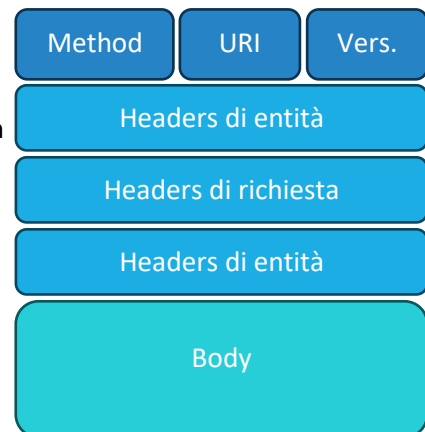 Method URI Vers.
Headers di entità
Headers di richiesta
Headers di entità
Body